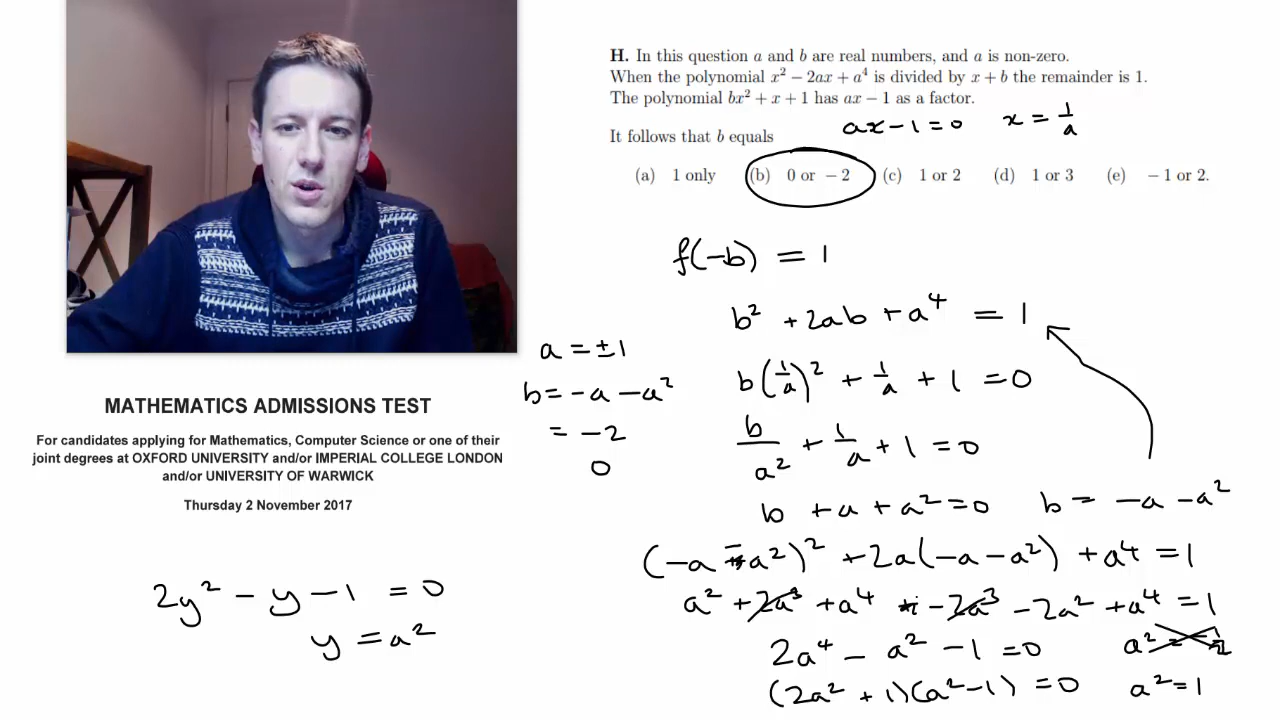 H. In this question a and b are real numbers, and a is non-zero.
When the polynomial x² − 2ax + a⁴ is divided by x + b the remainder is 1.
The polynomial bx² + x + 1 has ax − 1 as a factor.
ax − 1 = 0 x = 1/a
It follows that b equals
(a) 1 only (b) 0 or − 2 (c) 1 or 2 (d) 1 or 3 (e) − 1 or 2.
f(−b) = 1
b² + 2ab + a⁴ = 1
b(1/a)² + 1/a + 1 = 0
b/a² + 1/a + 1 = 0
b + a + a² = 0 b = −a − a²
(−a − a²)² + 2a(−a − a²) + a⁴ = 1
a² + 2a³ + a⁴ − 2a³ − 2a² + a⁴ = 1
2a⁴ − a² − 1 = 0
(2a² + 1)(a² − 1) = 0 a² = 1
a = ±1
b = −a − a²
= −2
0
MATHEMATICS ADMISSIONS TEST
For candidates applying for Mathematics, Computer Science or one of their
joint degrees at OXFORD UNIVERSITY and/or IMPERIAL COLLEGE LONDON
and/or UNIVERSITY OF WARWICK
Thursday 2 November 2017
2y² − y − 1 = 0
y = a²